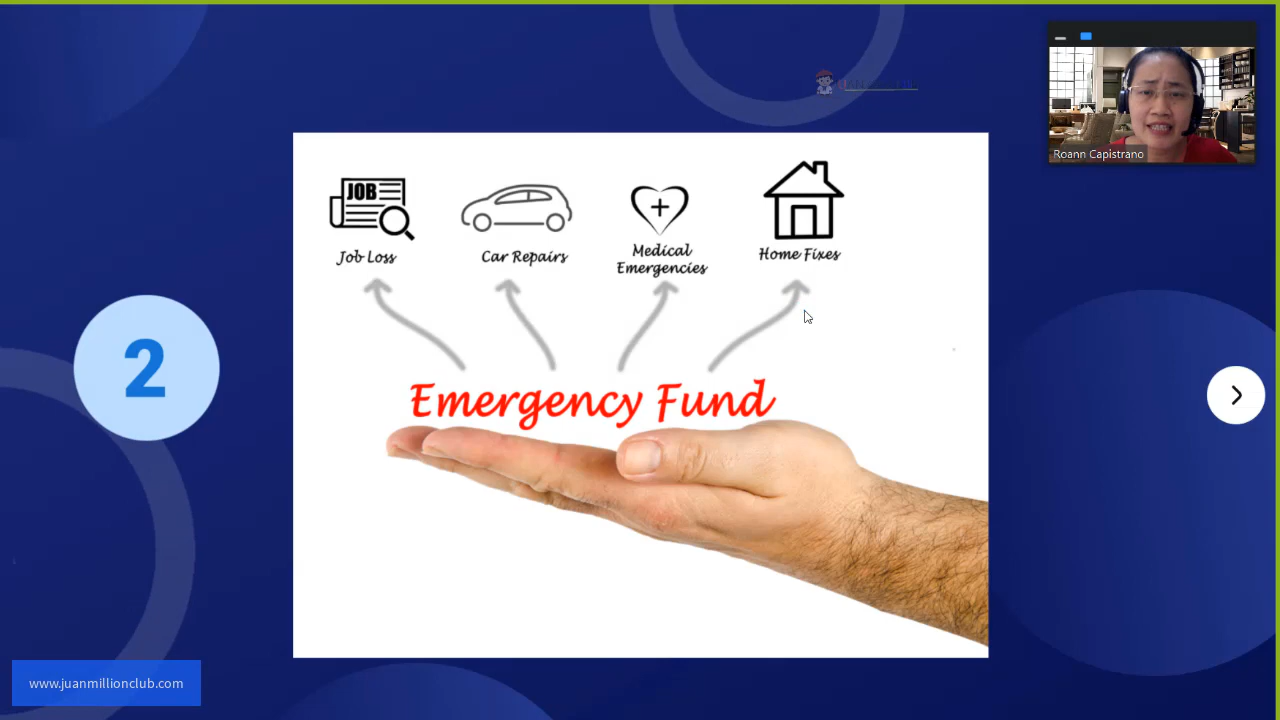 Roann Capistrano
JOB
Job Loss
Car Repairs
Medical
Emergencies
Home Fixes
2
Emergency Fund
www.juanmillionclub.com